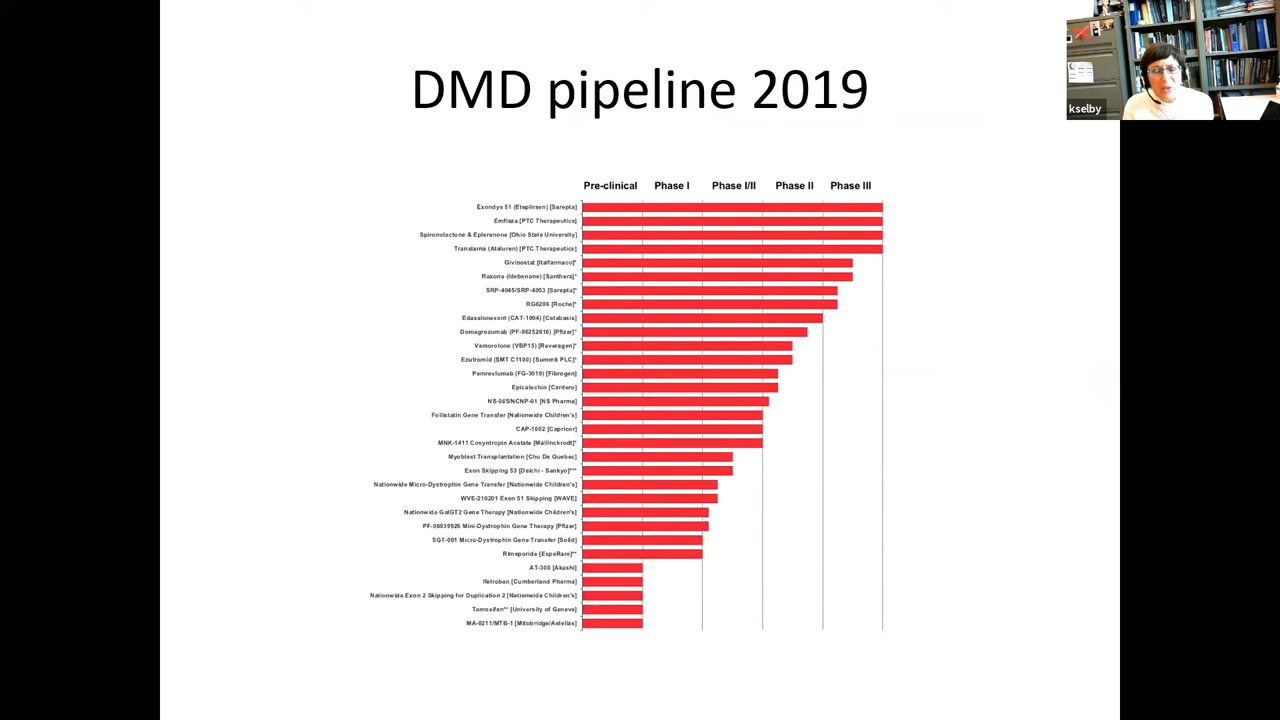 DMD pipeline 2019
kselby
Pre-clinical Phase I Phase I/II Phase II Phase III
Exondys 51 (Eteplirsen) [Sarepta]
Emflaza [PTC Therapeutics]
Spironolactone & Eplerenone [Ohio State University]
Translarna (Ataluren) [PTC Therapeutics]
Givinostat [Italfarmaco]*
Raxone (Idebenone) [Santhera]*
SRP-4045/SRP-4053 [Sarepta]*
RG6206 [Roche]*
Edasalonexent (CAT-1004) [Catabasis]
Domagrozumab (PF-06252616) [Pfizer]*
Vamorolone (VBP15) [Reveragen]*
Ezutromid (SMT C1100) [Summit PLC]*
Pamrevlumab (FG-3019) [Fibrogen]
Epicatechin [Cardero]
NS-065/NCNP-01 [NS Pharma]
Follistatin Gene Transfer [Nationwide Children's]
CAP-1002 [Capricor]
MNK-1411 Cosyntropin Acetate [Mallinckrodt]*
Myoblast Transplantation [Chu De Quebec]
Exon Skipping 53 [Daichi - Sankyo]***
Nationwide Micro-Dystrophin Gene Transfer [Nationwide Children's]
WVE-210201 Exon 51 Skipping [WAVE]
Nationwide GalGT2 Gene Therapy [Nationwide Children's]
PF-06939926 Mini-Dystrophin Gene Therapy [Pfizer]
SGT-001 Micro-Dystrophin Gene Transfer [Solid]
Rimeporide [EspeRare]**
AT-300 [Akashi]
Ifetroban [Cumberland Pharma]
Nationwide Exon 2 Skipping for Duplication 2 [Nationwide Children's]
Tamoxifen** [University of Geneva]
MA-0211/MTB-1 [Mitobridge/Astellas]